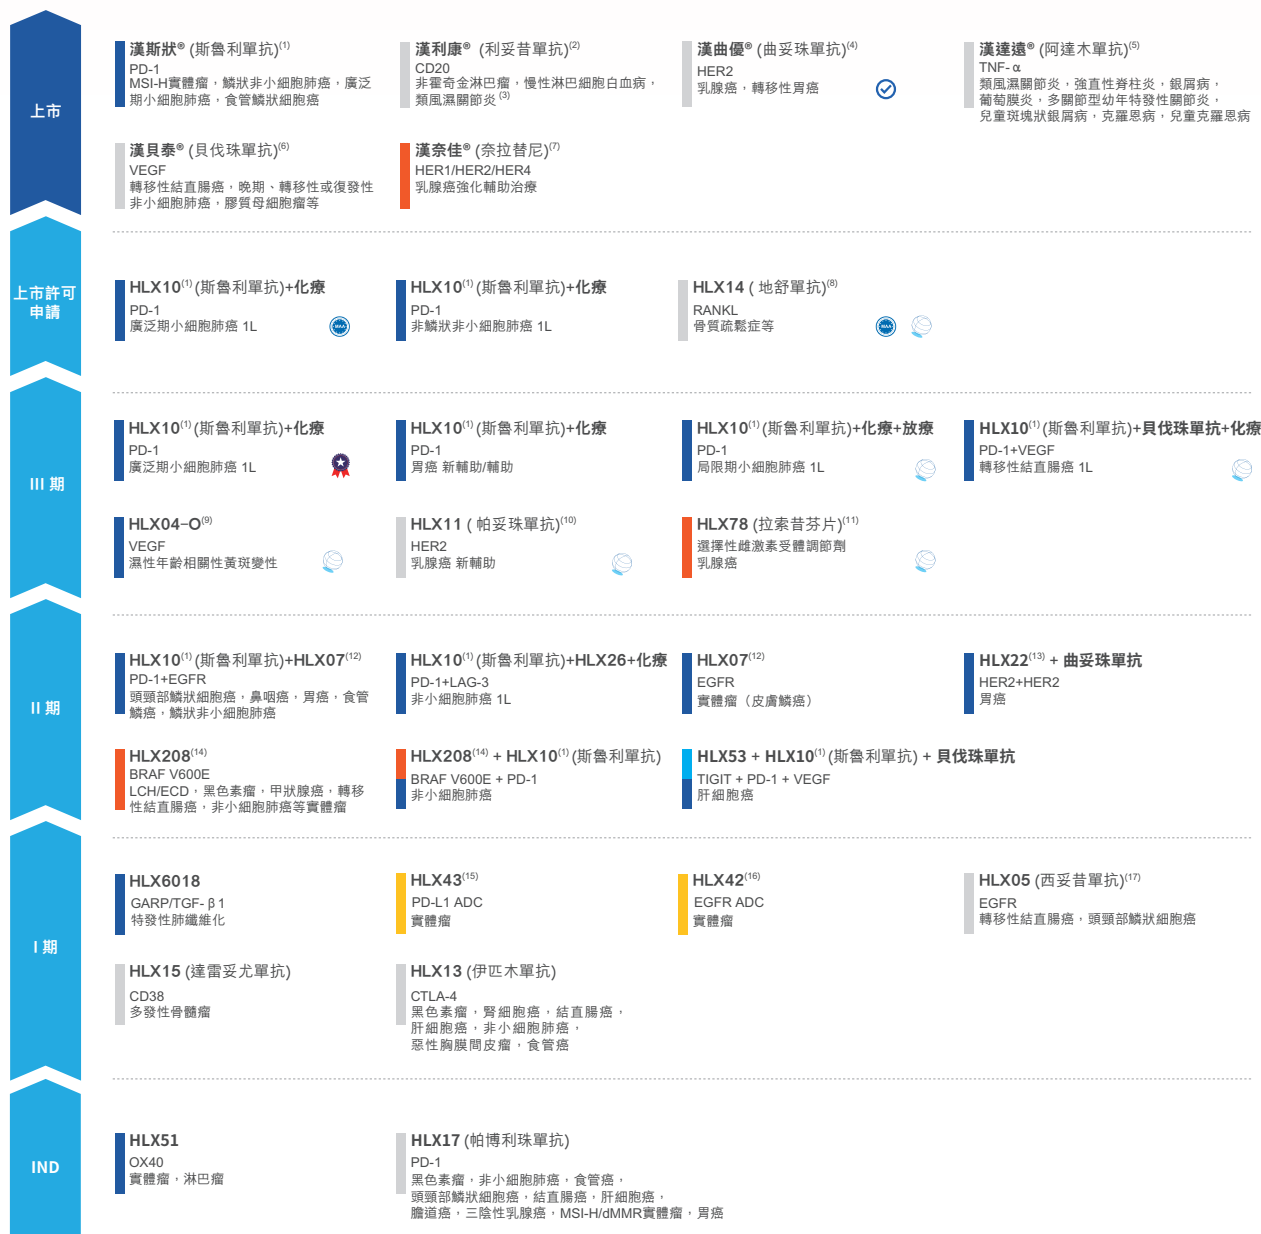 上市
漢斯狀® (斯魯利單抗)(1)
PD-1
MSI-H實體瘤，鱗狀非小細胞肺癌，廣泛
期小細胞肺癌，食管鱗狀細胞癌
漢利康® (利妥昔單抗)(2)
CD20
非霍奇金淋巴瘤，慢性淋巴細胞白血病，
類風濕關節炎(3)
漢曲優® (曲妥珠單抗)(4)
HER2
乳腺癌，轉移性胃癌
漢達遠® (阿達木單抗)(5)
TNF-α
類風濕關節炎，強直性脊柱炎，銀屑病，
葡萄膜炎，多關節型幼年特發性關節炎，
兒童斑塊狀銀屑病，克羅恩病，兒童克羅恩病
漢貝泰® (貝伐珠單抗)(6)
VEGF
轉移性結直腸癌，晚期、轉移性或復發性
非小細胞肺癌，膠質母細胞瘤等
漢奈佳® (奈拉替尼)(7)
HER1/HER2/HER4
乳腺癌強化輔助治療
上市許可
申請
HLX10(1) (斯魯利單抗)+化療
PD-1
廣泛期小細胞肺癌 1L
MAA
HLX10(1) (斯魯利單抗)+化療
PD-1
非鱗狀非小細胞肺癌 1L
HLX14 ( 地舒單抗)(8)
RANKL
骨質疏鬆症等
MAA
III 期
HLX10(1) (斯魯利單抗)+化療
PD-1
廣泛期小細胞肺癌 1L
HLX10(1) (斯魯利單抗)+化療
PD-1
胃癌 新輔助/輔助
HLX10(1) (斯魯利單抗)+化療+放療
PD-1
局限期小細胞肺癌 1L
HLX10(1) (斯魯利單抗)+貝伐珠單抗+化療
PD-1+VEGF
轉移性結直腸癌 1L
HLX04-O(9)
VEGF
濕性年齡相關性黃斑變性
HLX11 ( 帕妥珠單抗)(10)
HER2
乳腺癌 新輔助
HLX78 (拉索昔芬片)(11)
選擇性雌激素受體調節劑
乳腺癌
II 期
HLX10(1) (斯魯利單抗)+HLX07(12)
PD-1+EGFR
頭頸部鱗狀細胞癌，鼻咽癌，胃癌，食管
鱗癌，鱗狀非小細胞肺癌
HLX10(1) (斯魯利單抗)+HLX26+化療
PD-1+LAG-3
非小細胞肺癌 1L
HLX07(12)
EGFR
實體瘤（皮膚鱗癌）
HLX22(13) + 曲妥珠單抗
HER2+HER2
胃癌
HLX208(14)
BRAF V600E
LCH/ECD，黑色素瘤，甲狀腺癌，轉移
性結直腸癌，非小細胞肺癌等實體瘤
HLX208(14) + HLX10(1) (斯魯利單抗)
BRAF V600E + PD-1
非小細胞肺癌
HLX53 + HLX10(1) (斯魯利單抗) + 貝伐珠單抗
TIGIT + PD-1 + VEGF
肝細胞癌
I 期
HLX6018
GARP/TGF-β1
特發性肺纖維化
HLX43(15)
PD-L1 ADC
實體瘤
HLX42(16)
EGFR ADC
實體瘤
HLX05 (西妥昔單抗)(17)
EGFR
轉移性結直腸癌，頭頸部鱗狀細胞癌
HLX15 (達雷妥尤單抗)
CD38
多發性骨髓瘤
HLX13 (伊匹木單抗)
CTLA-4
黑色素瘤，腎細胞癌，結直腸癌，
肝細胞癌，非小細胞肺癌，
惡性胸膜間皮瘤，食管癌
IND
HLX51
OX40
實體瘤，淋巴瘤
HLX17 (帕博利珠單抗)
PD-1
黑色素瘤，非小細胞肺癌，食管癌，
頭頸部鱗狀細胞癌，結直腸癌，肝細胞癌，
膽道癌，三陰性乳腺癌，MSI-H/dMMR實體瘤，胃癌